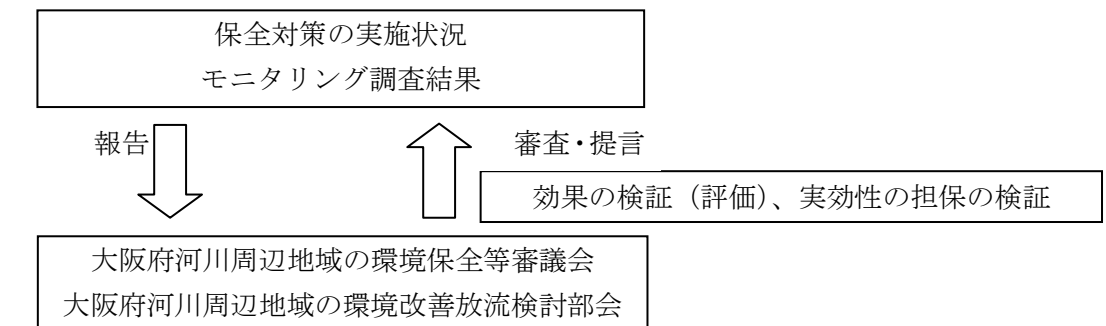 保全対策の実施状況
モニタリング調査結果
報告
審査・提言
効果の検証（評価）、実効性の担保の検証
大阪府河川周辺地域の環境保全等審議会
大阪府河川周辺地域の環境改善放流検討部会